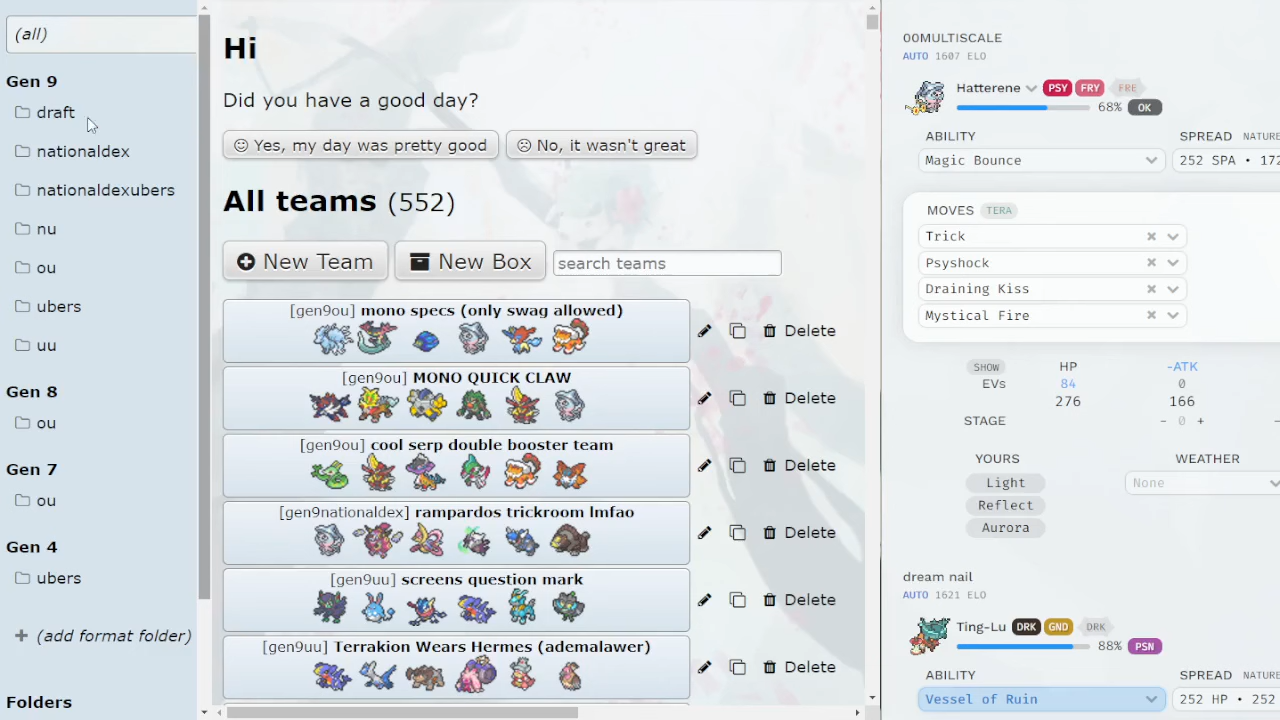 (all)
Gen 9
draft
nationaldex
nationaldexubers
nu
ou
ubers
uu
Gen 8
ou
Gen 7
ou
Gen 4
ubers
(add format folder)
Folders
Hi
Did you have a good day?
Yes, my day was pretty good
No, it wasn't great
All teams (552)
New Team
New Box
search teams
[gen9ou] mono specs (only swag allowed)
Delete
[gen9ou] MONO QUICK CLAW
Delete
[gen9ou] cool serp double booster team
Delete
[gen9nationaldex] rampardos trickroom lmfao
Delete
[gen9uu] screens question mark
Delete
[gen9uu] Terrakion Wears Hermes (ademalawer)
Delete
00MULTISCALE
AUTO 1607 ELO
Hatterene PSY FRY FRE
68% OK
ABILITY SPREAD NATURE
Magic Bounce 252 SPA • 172
MOVES TERA
Trick
Psyshock
Draining Kiss
Mystical Fire
SHOW HP -ATK
EVs 84 0
276 166
STAGE - 0 +
YOURS WEATHER
Light None
Reflect
Aurora
dream nail
AUTO 1621 ELO
Ting-Lu DRK GND DRK
88% PSN
ABILITY SPREAD NATURE
Vessel of Ruin 252 HP • 252